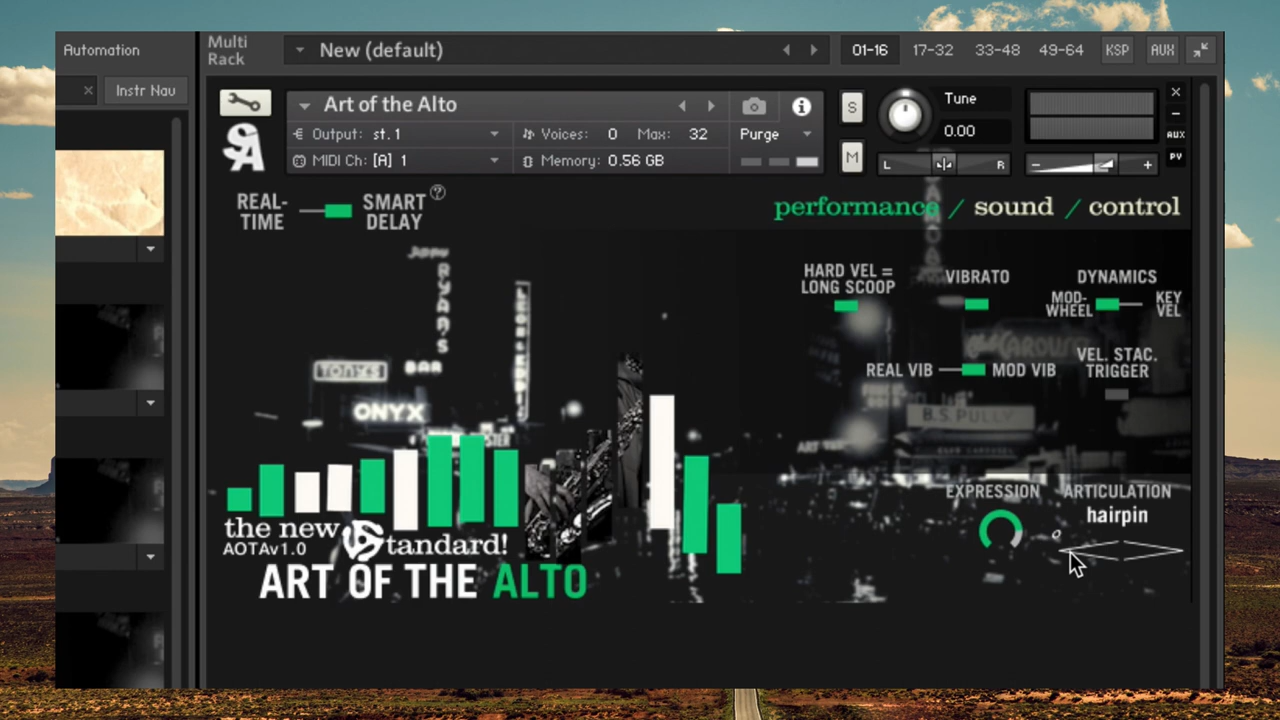 Automation
Multi
Rack
New (default)
01-16 17-32 33-48 49-64 KSP AUX
Instr Nav
Art of the Alto
S
Tune
0.00
Output: st.1
Voices: 0 Max: 32
Purge
AUX
MIDI Ch: [A] 1
Memory: 0.56 GB
M
L R
- +
PV
REAL-
TIME
SMART
DELAY
?
performance / sound / control
HARD VEL =
LONG SCOOP
VIBRATO
DYNAMICS
MOD-
WHEEL
KEY
VEL
REAL VIB
MOD VIB
VEL. STAC.
TRIGGER
RYAN'S
BAR
ONYX
B.S. PULLY
EXPRESSION
ARTICULATION
hairpin
the new
AOTAv1.0
Standard!
ART OF THE ALTO